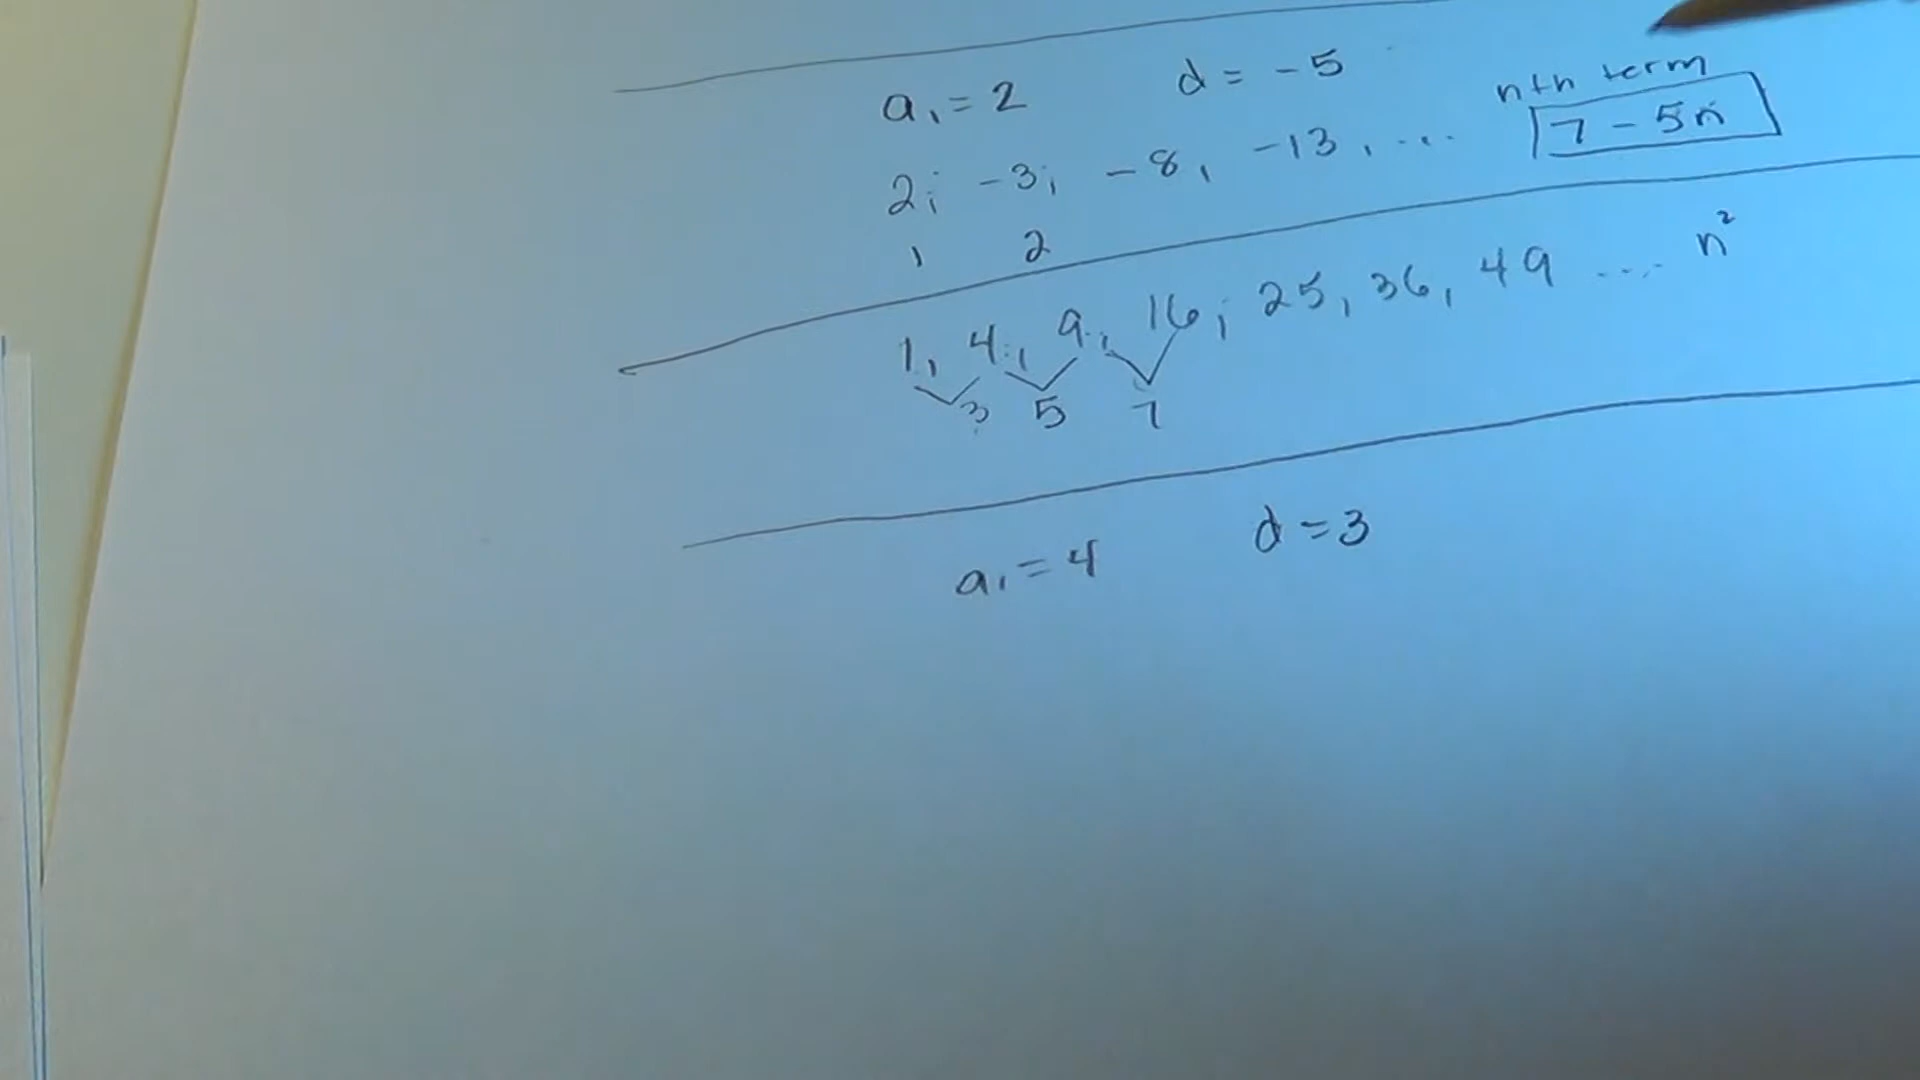 a₁ = 2 d = -5
nth term
2, -3, -8, -13, ... 7 - 5n
1 2
1, 4, 9, 16, 25, 36, 49 .... n²
3 5 7
a₁ = 4 d = 3